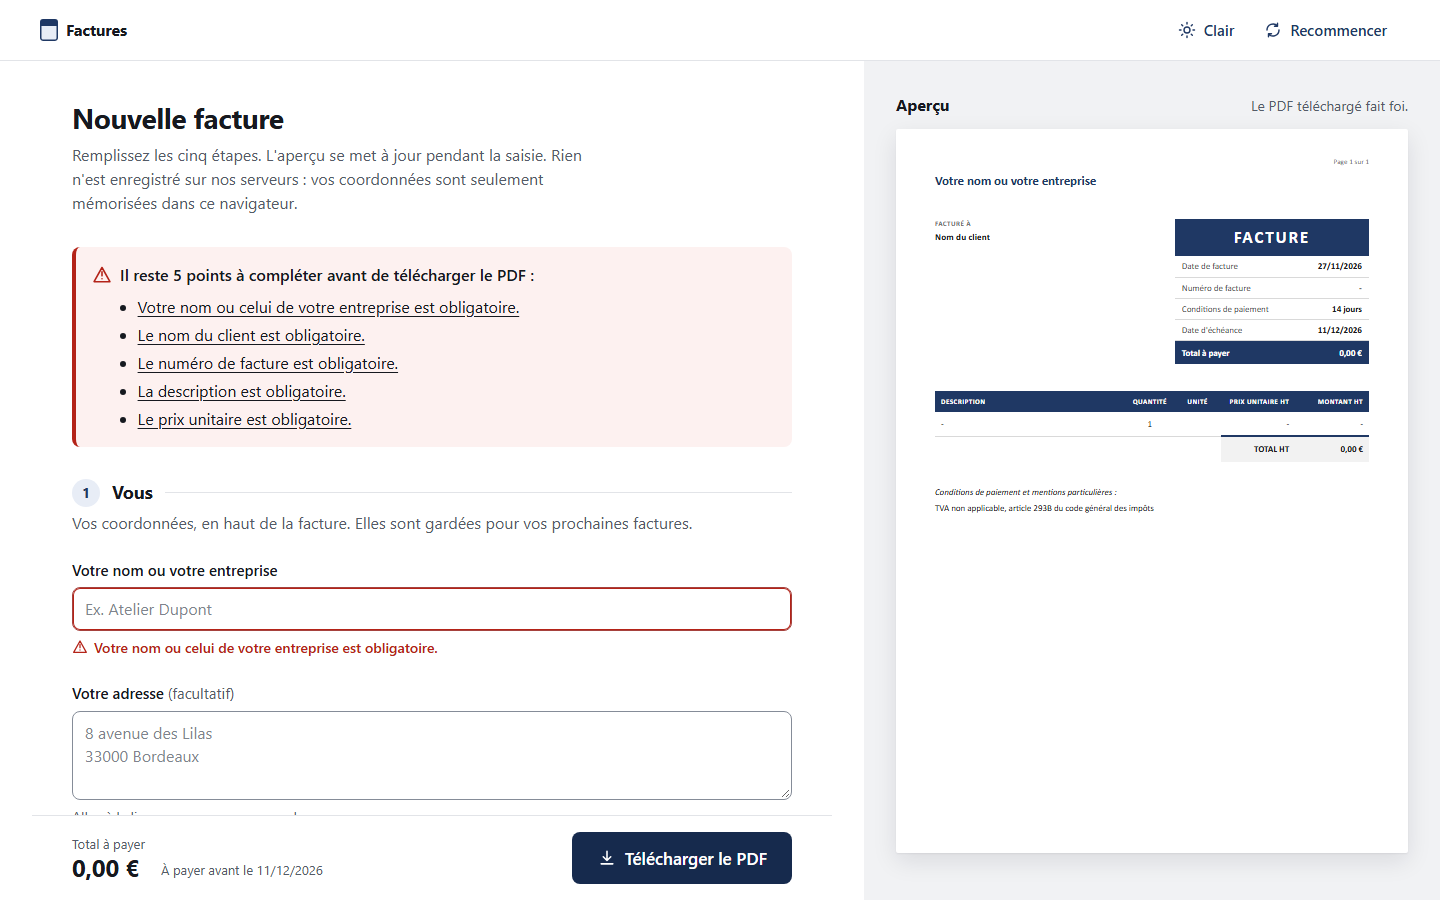 Factures
Clair
Recommencer
Nouvelle facture
Remplissez les cinq étapes. L'aperçu se met à jour pendant la saisie. Rien
n'est enregistré sur nos serveurs : vos coordonnées sont seulement
mémorisées dans ce navigateur.
Il reste 5 points à compléter avant de télécharger le PDF :
Votre nom ou celui de votre entreprise est obligatoire.
Le nom du client est obligatoire.
Le numéro de facture est obligatoire.
La description est obligatoire.
Le prix unitaire est obligatoire.
1 Vous
Vos coordonnées, en haut de la facture. Elles sont gardées pour vos prochaines factures.
Votre nom ou votre entreprise
Ex. Atelier Dupont
Votre nom ou celui de votre entreprise est obligatoire.
Votre adresse (facultatif)
8 avenue des Lilas
33000 Bordeaux
Total à payer
0,00 € À payer avant le 11/12/2026
Télécharger le PDF
Aperçu
Le PDF téléchargé fait foi.
Page 1 sur 1
Votre nom ou votre entreprise
FACTURÉ À
Nom du client
FACTURE
Date de facture 27/11/2026
Numéro de facture -
Conditions de paiement 14 jours
Date d'échéance 11/12/2026
Total à payer 0,00 €
DESCRIPTION QUANTITÉ UNITÉ PRIX UNITAIRE HT MONTANT HT
- 1 - -
TOTAL HT 0,00 €
Conditions de paiement et mentions particulières :
TVA non applicable, article 293B du code général des impôts